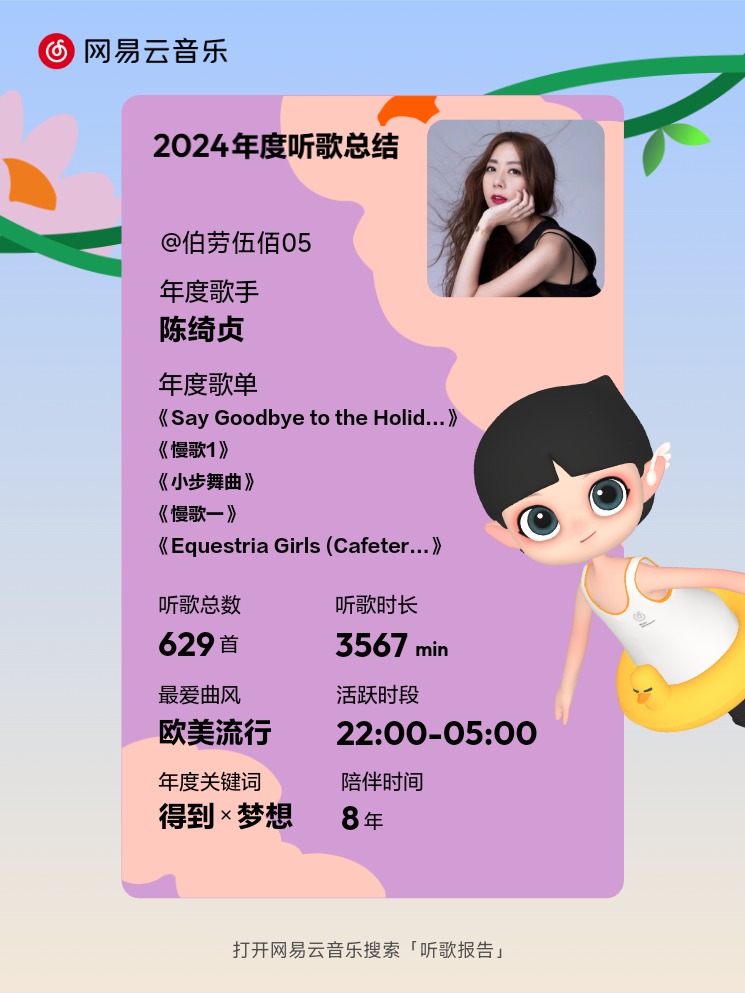 网易云音乐
2024年度听歌总结
@伯劳伍佰05
年度歌手
陈绮贞
年度歌单
《Say Goodbye to the Holid...》
《慢歌1》
《小步舞曲》
《慢歌一》
《Equestria Girls (Cafeter...》
听歌总数 听歌时长
629首 3567 min
最爱曲风 活跃时段
欧美流行 22:00-05:00
年度关键词 陪伴时间
得到×梦想 8年
打开网易云音乐搜索「听歌报告」